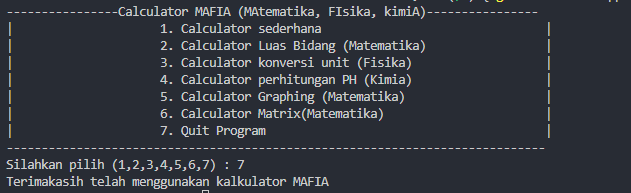 ----------------Calculator MAFIA (MAtematika, FIsika, kimiA)----------------
| 1. Calculator sederhana |
| 2. Calculator Luas Bidang (Matematika) |
| 3. Calculator konversi unit (Fisika) |
| 4. Calculator perhitungan PH (Kimia) |
| 5. Calculator Graphing (Matematika) |
| 6. Calculator Matrix(Matematika) |
| 7. Quit Program |
-----------------------------------------------------------------------------
Silahkan pilih (1,2,3,4,5,6,7) : 7
Terimakasih telah menggunakan kalkulator MAFIA